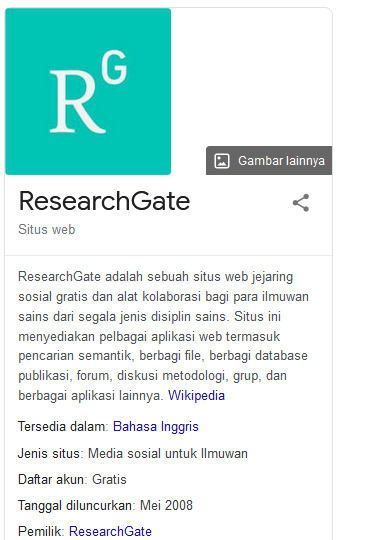 RG
Gambar lainnya
ResearchGate
Situs web
ResearchGate adalah sebuah situs web jejaring
sosial gratis dan alat kolaborasi bagi para ilmuwan
sains dari segala jenis disiplin sains. Situs ini
menyediakan pelbagai aplikasi web termasuk
pencarian semantik, berbagi file, berbagi database
publikasi, forum, diskusi metodologi, grup, dan
berbagai aplikasi lainnya. Wikipedia
Tersedia dalam: Bahasa Inggris
Jenis situs: Media sosial untuk Ilmuwan
Daftar akun: Gratis
Tanggal diluncurkan: Mei 2008
Pemilik: ResearchGate